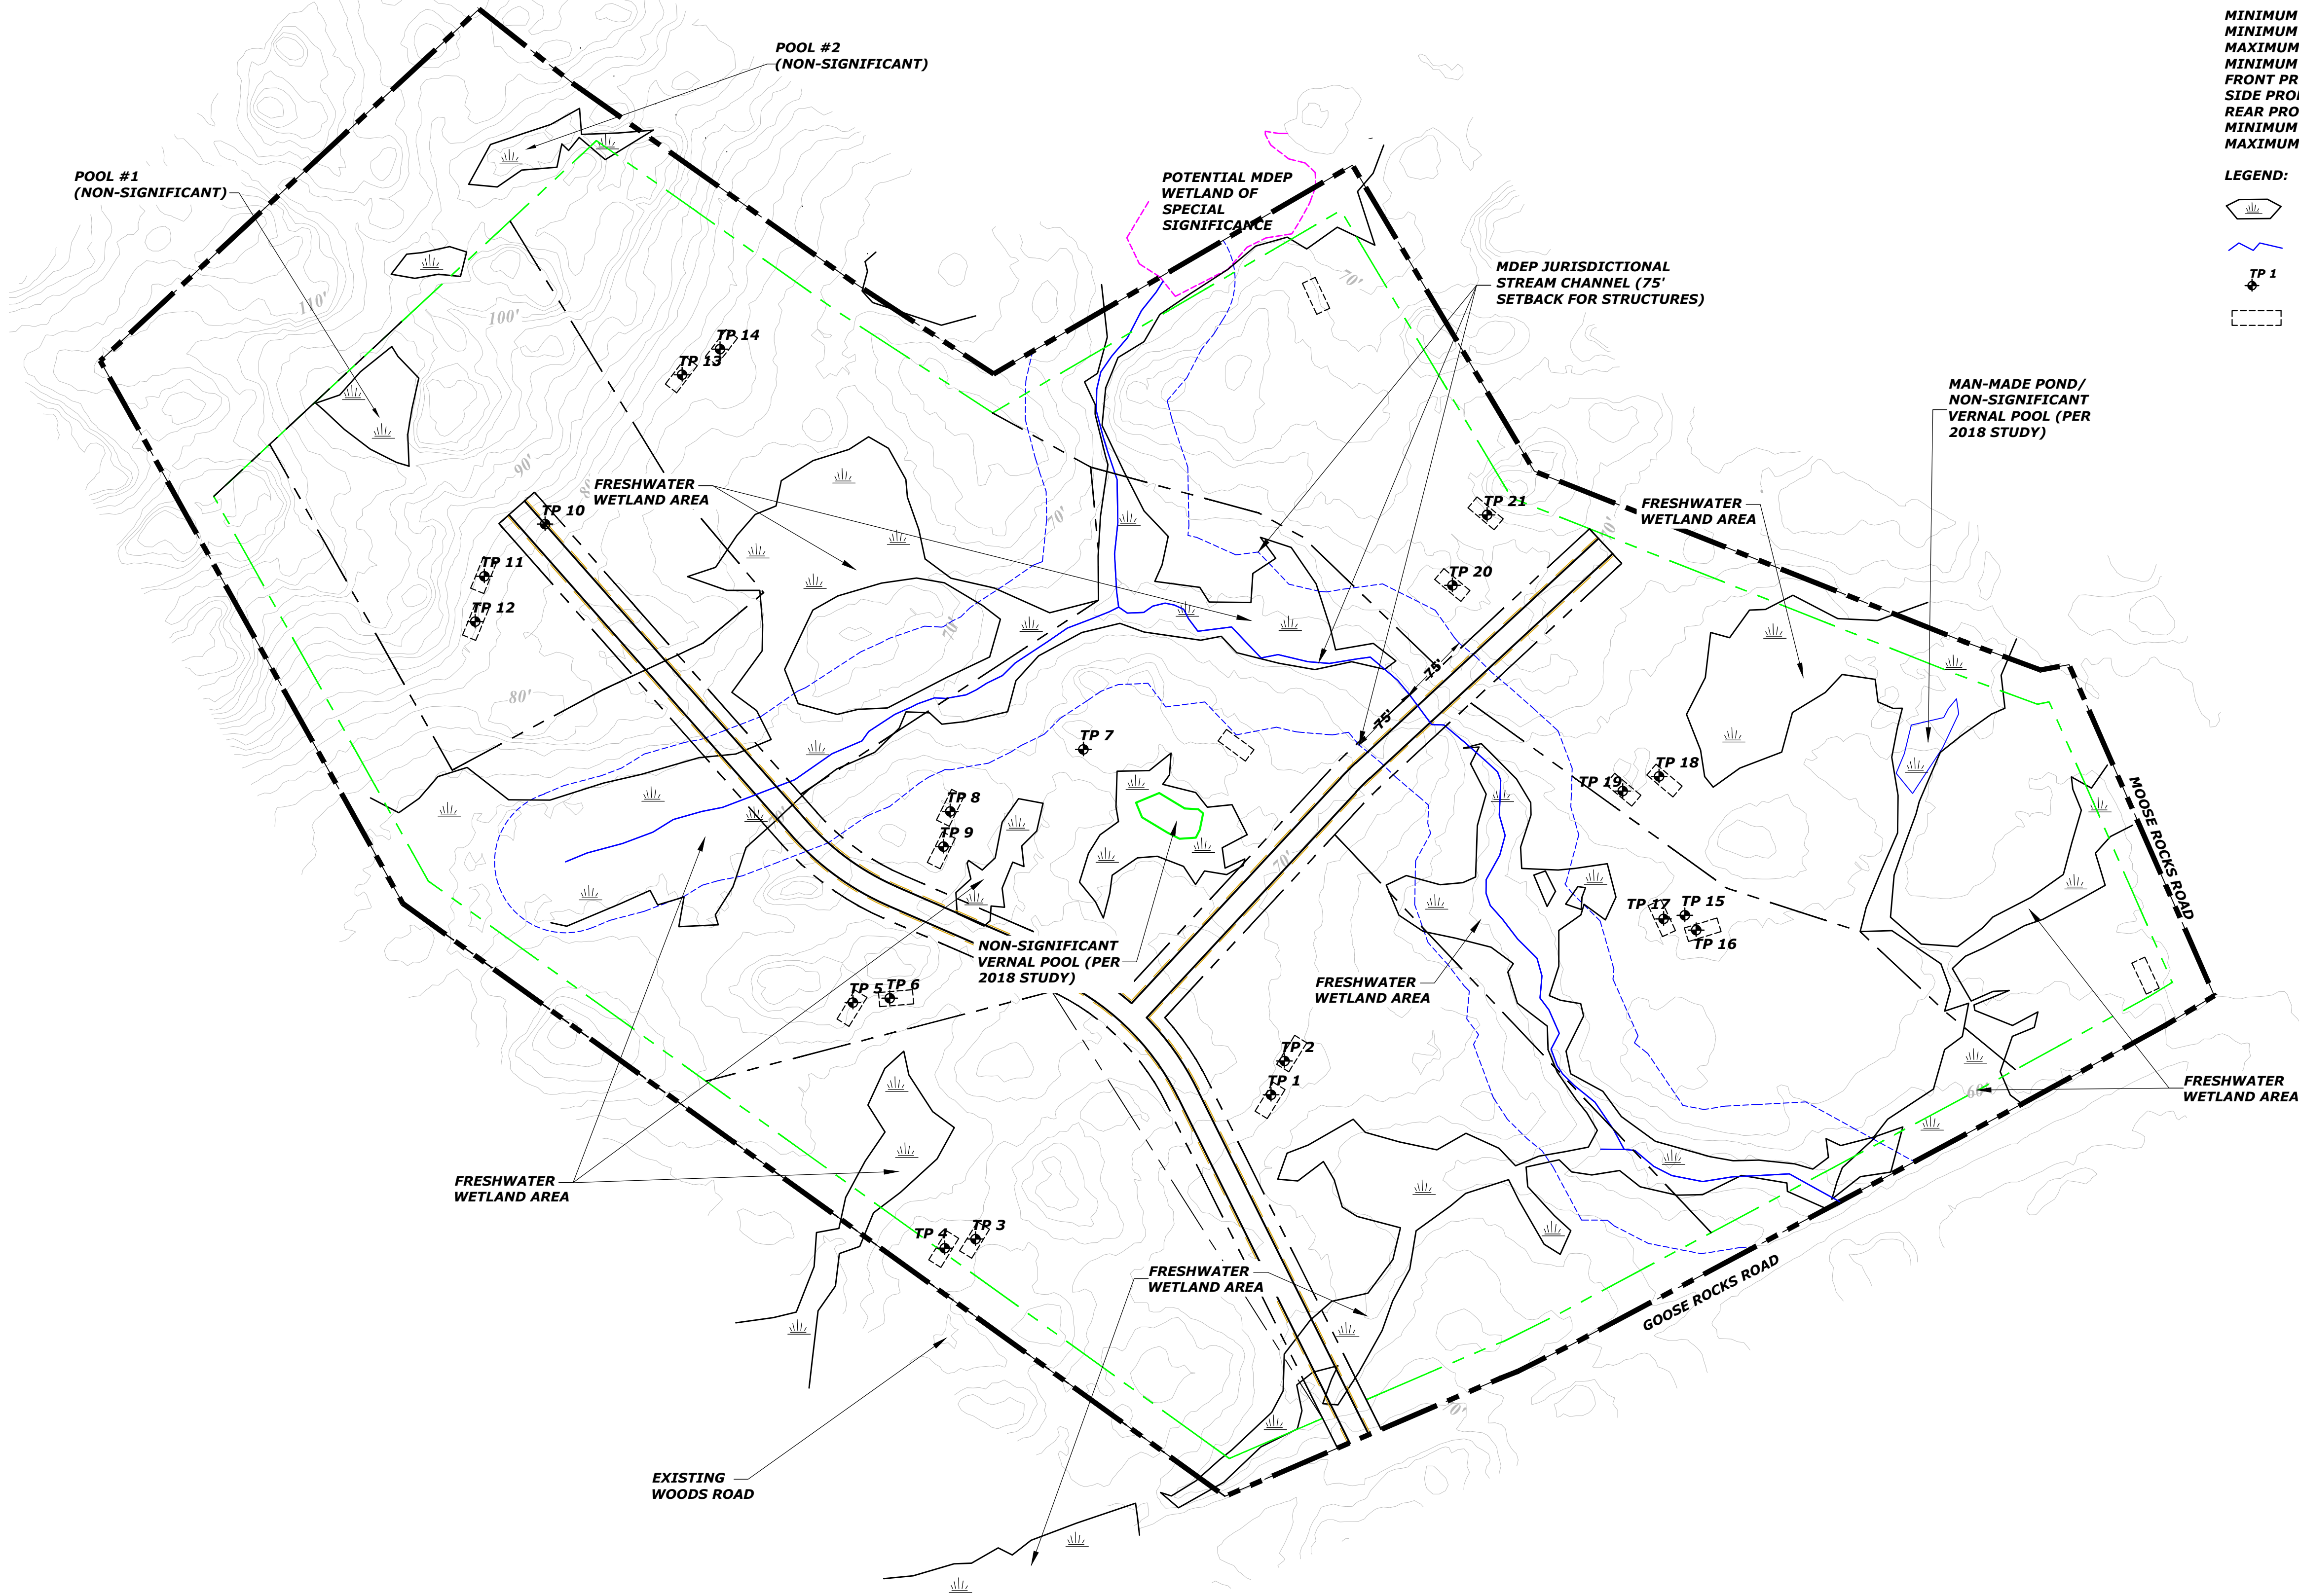 MINIMUM
MINIMUM
MAXIMUM
MINIMUM
FRONT PR
SIDE PRO
REAR PRO
MINIMUM
MAXIMUM
LEGEND:
TP 1
POOL #2
(NON-SIGNIFICANT)
POOL #1
(NON-SIGNIFICANT)
POTENTIAL MDEP
WETLAND OF
SPECIAL
SIGNIFICANCE
MDEP JURISDICTIONAL
STREAM CHANNEL (75'
SETBACK FOR STRUCTURES)
70'
110'
100'
TP 14
TP 13
MAN-MADE POND/
NON-SIGNIFICANT
VERNAL POOL (PER
2018 STUDY)
90'
80'
FRESHWATER
WETLAND AREA
TP 10
70'
TP 21
FRESHWATER
WETLAND AREA
TP 11
TP 12
TP 20
70'
80'
75'
75'
TP 7
TP 18
TP 19
TP 8
TP 9
70'
MOOSE ROCKS ROAD
TP 17
TP 15
TP 16
NON-SIGNIFICANT
VERNAL POOL (PER
2018 STUDY)
FRESHWATER
WETLAND AREA
TP 5
TP 6
TP 2
TP 1
60'
FRESHWATER
WETLAND AREA
FRESHWATER
WETLAND AREA
TP 4
TP 3
FRESHWATER
WETLAND AREA
GOOSE ROCKS ROAD
70'
EXISTING
WOODS ROAD